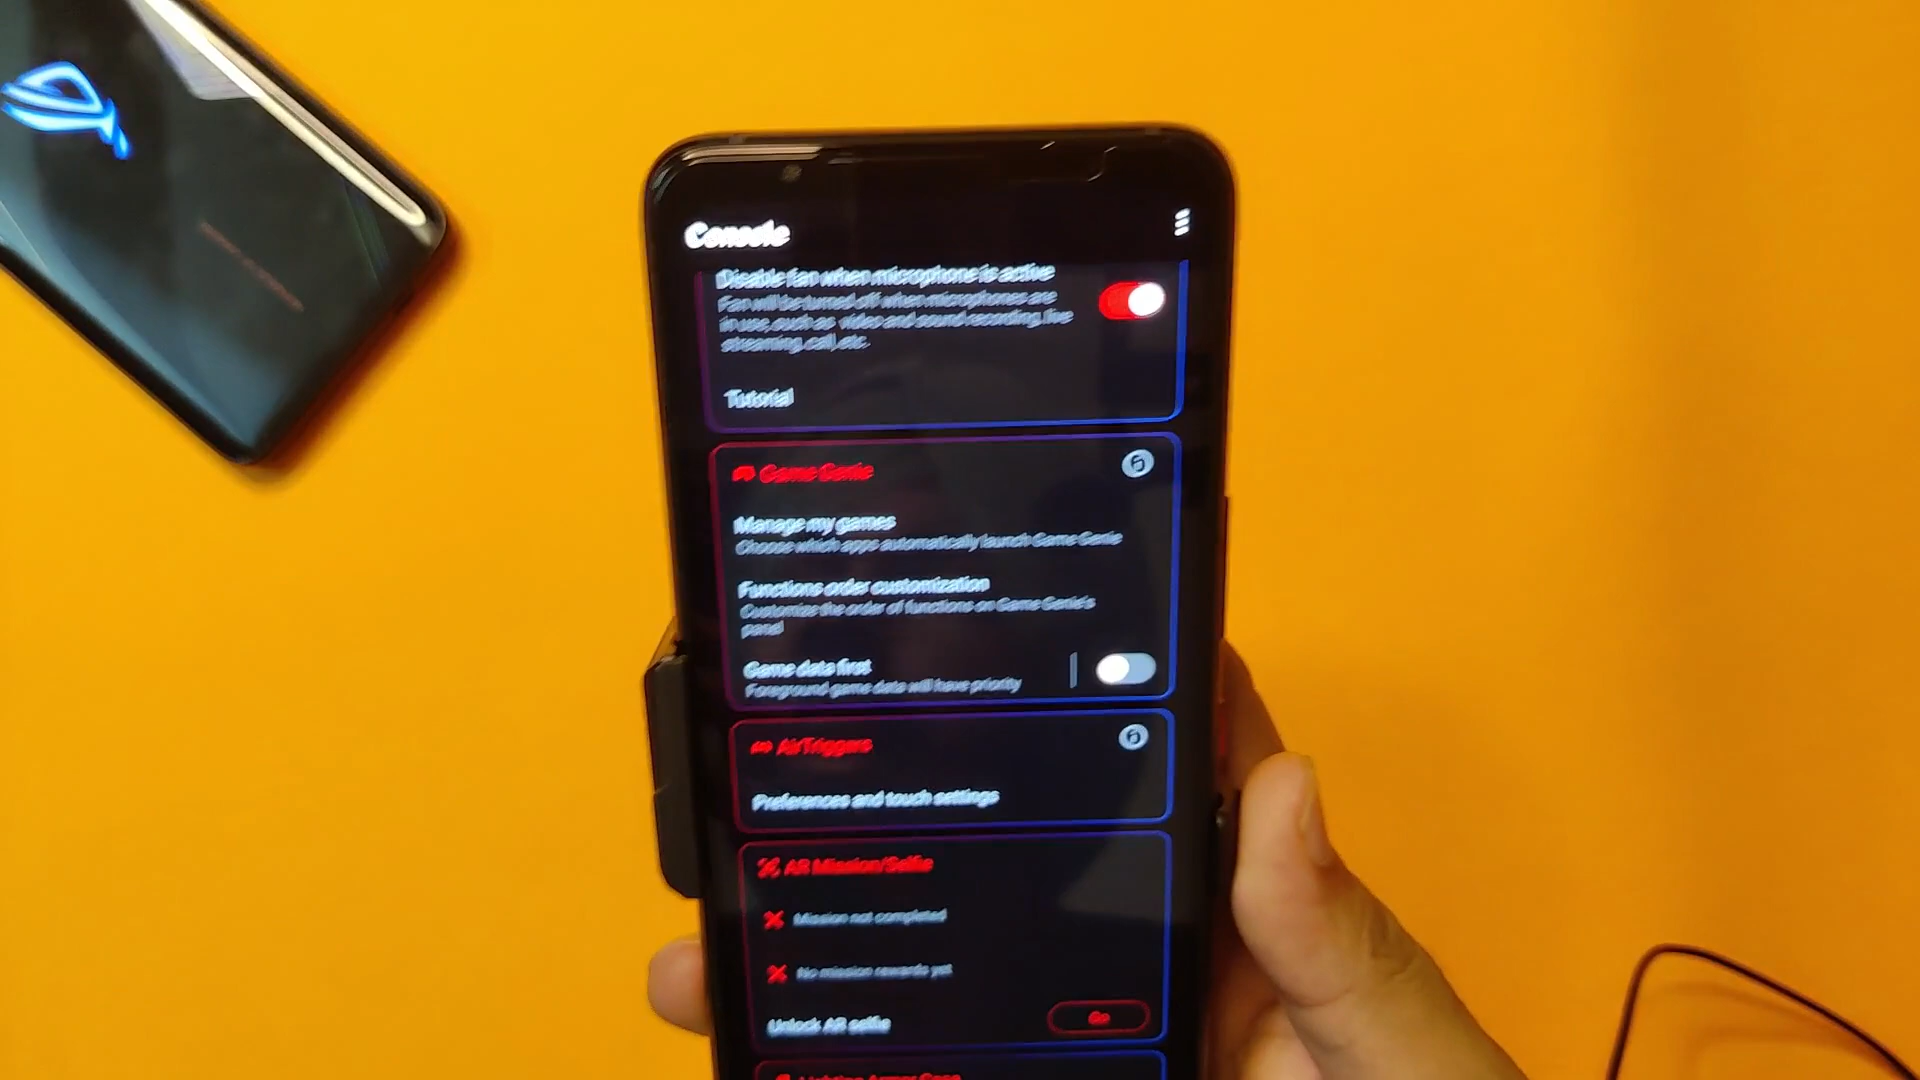 Console
Disable fan when microphone is active
Fan will be turned off when microphones are
in use, such as video and sound recording, live
streaming, call, etc.
Tutorial
Game Genie
Manage my games
Choose which apps automatically launch Game Genie
Functions order customization
Customize the order of functions on Game Genie's
panel
Game data first
Foreground game data will have priority
AirTriggers
Preferences and touch settings
AR Mission/Selfie
Mission not completed
No mission rewards yet
Unlock AR selfie
Go
Lighting Armor Case